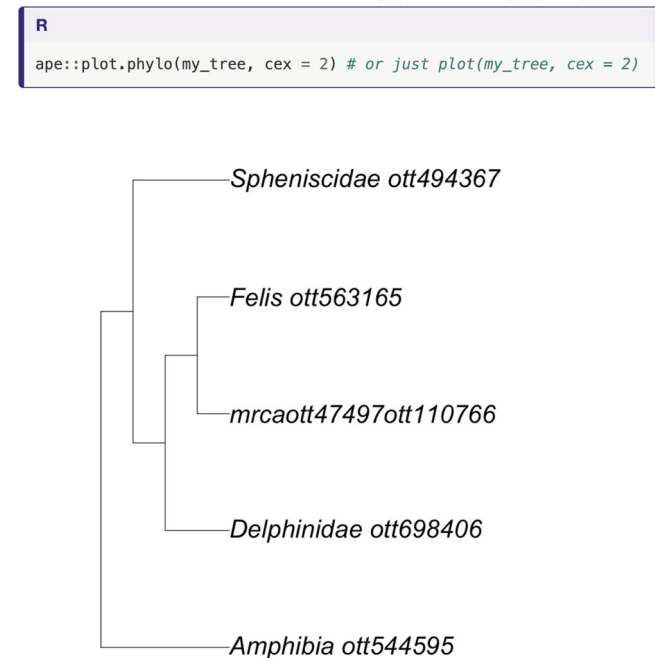 R
ape::plot.phylo(my_tree, cex = 2) # or just plot(my_tree, cex = 2)
Spheniscidae ott494367
Felis ott563165
mrcaott47497ott110766
Delphinidae ott698406
Amphibia ott544595